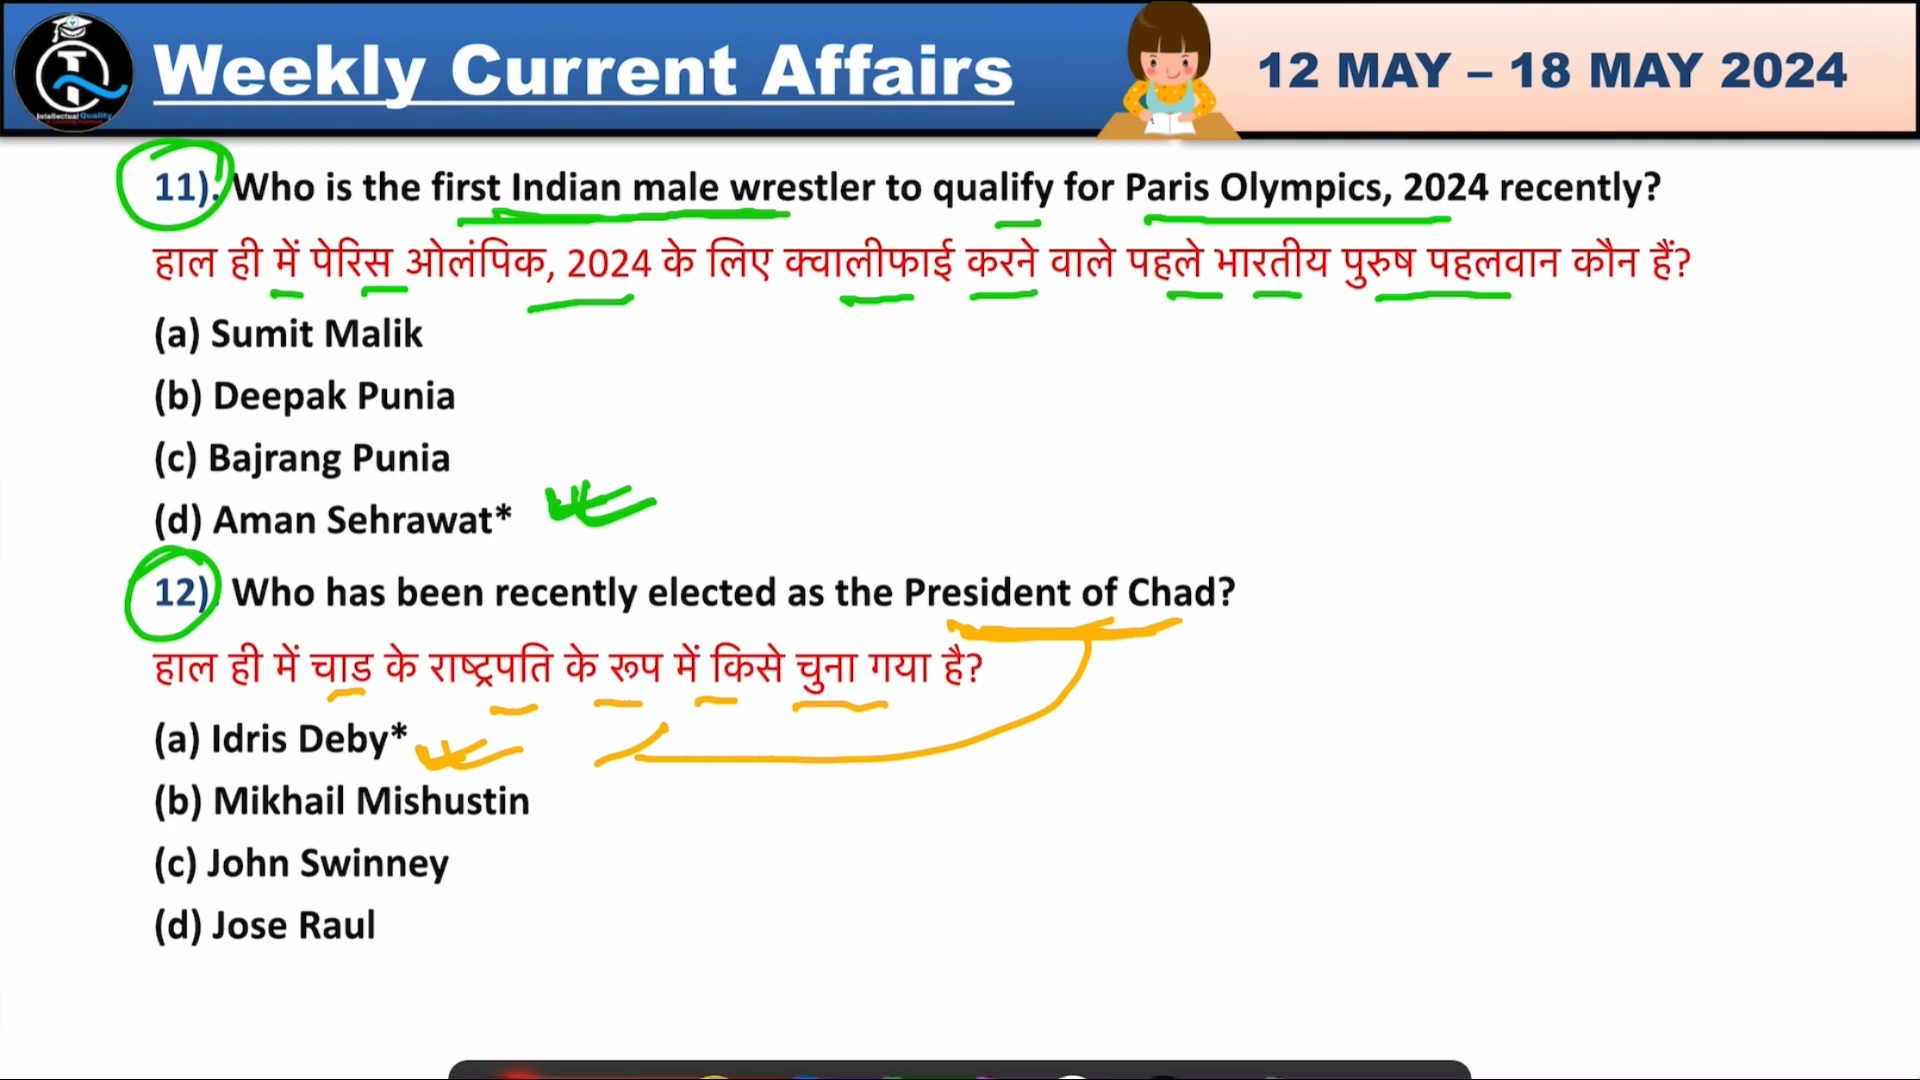 Intellectual Quality
Weekly Current Affairs
12 MAY – 18 MAY 2024
11). Who is the first Indian male wrestler to qualify for Paris Olympics, 2024 recently?
हाल ही में पेरिस ओलंपिक, 2024 के लिए क्वालीफाई करने वाले पहले भारतीय पुरुष पहलवान कौन हैं?
(a) Sumit Malik
(b) Deepak Punia
(c) Bajrang Punia
(d) Aman Sehrawat*
12). Who has been recently elected as the President of Chad?
हाल ही में चाड के राष्ट्रपति के रूप में किसे चुना गया है?
(a) Idris Deby*
(b) Mikhail Mishustin
(c) John Swinney
(d) Jose Raul